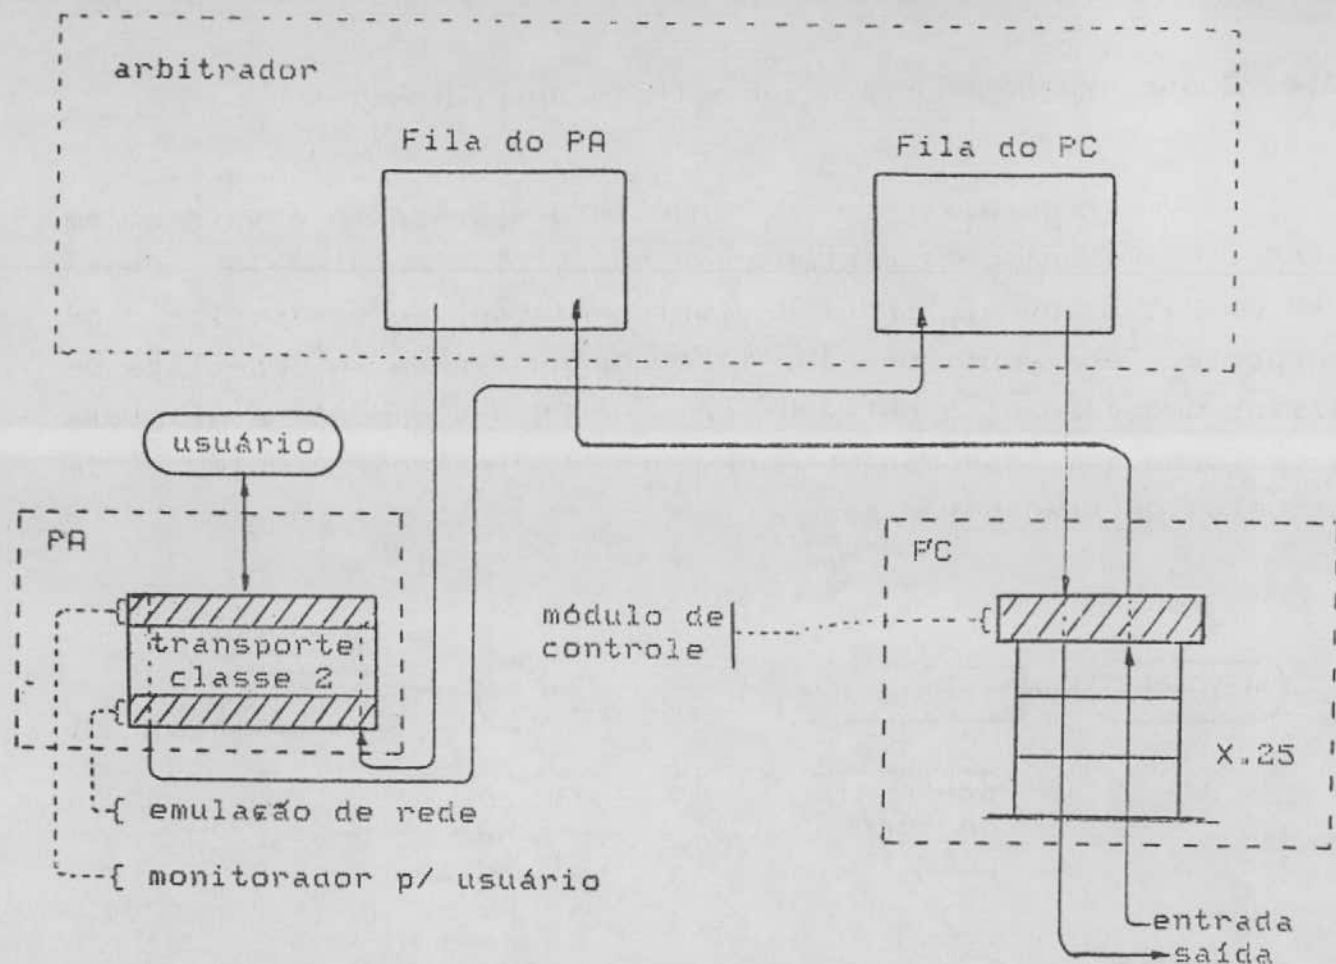 arbitrador
Fila do PA
Fila do PC
usuário
PA
PC
transporte
classe 2
módulo de
controle
X.25
emulação de rede
monitorador p/ usuário
entrada
saída